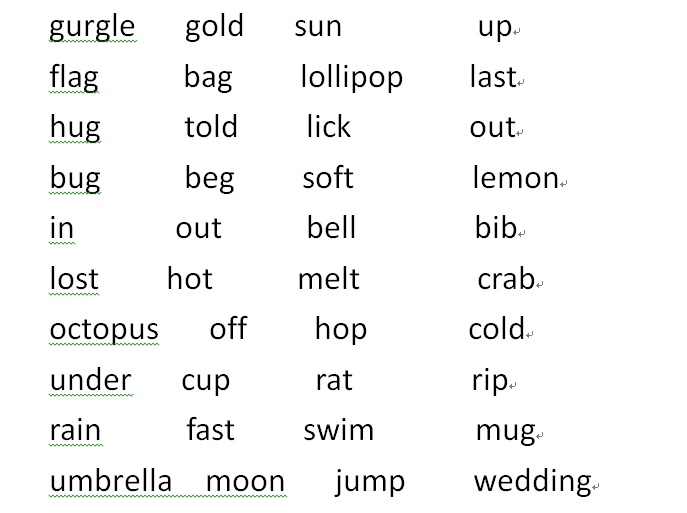 gurgle gold sun up
flag bag lollipop last
hug told lick out
bug beg soft lemon
in out bell bib
lost hot melt crab
octopus off hop cold
under cup rat rip
rain fast swim mug
umbrella moon jump wedding